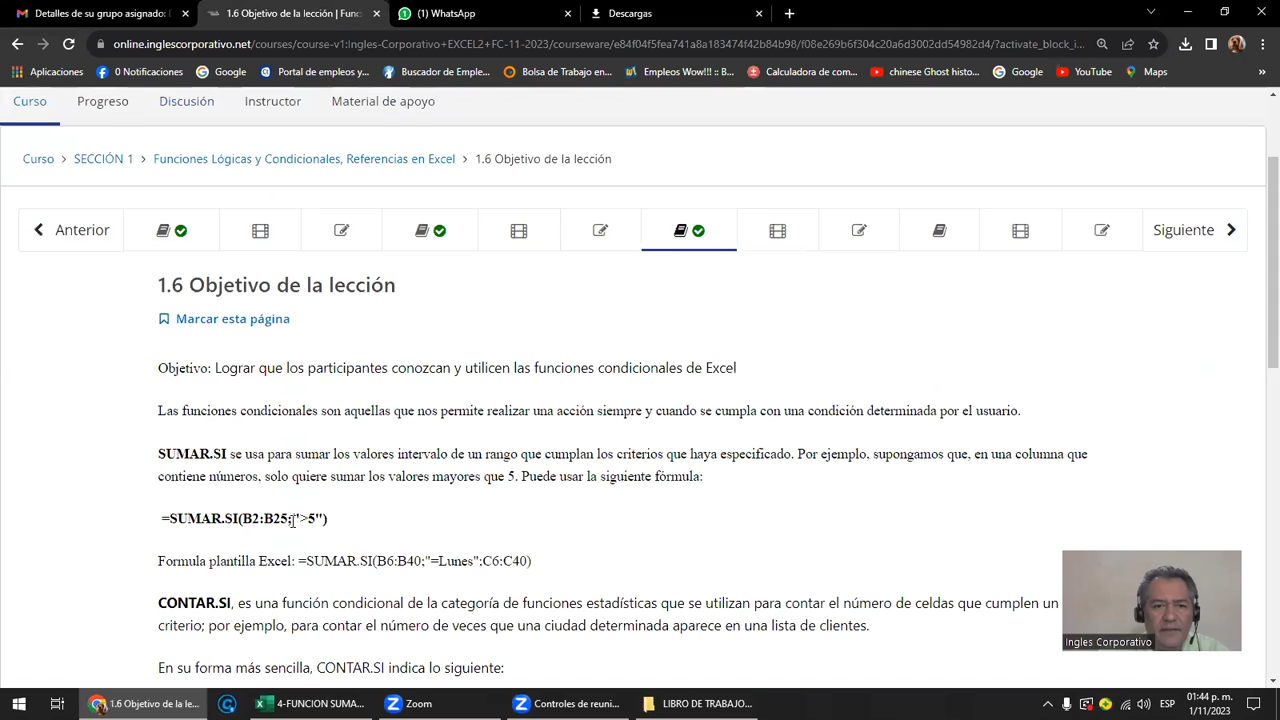 Detalles de su grupo asignado: I
1.6 Objetivo de la lección | Func
(1) WhatsApp
Descargas
online.inglescorporativo.net/courses/course-v1:Ingles-Corporativo+EXCEL2+FC-11-2023/courseware/e84f04f5fea741a8a183474f42b84b98/f08e269b6f304c20a6d3002dd54982d4/?activate_block_i...
Aplicaciones
0 Notificaciones
Google
Portal de empleos y...
Buscador de Emple...
Bolsa de Trabajo en...
Empleos Wow!!! :: B...
Calculadora de com...
chinese Ghost histo...
Google
YouTube
Maps
Curso
Progreso
Discusión
Instructor
Material de apoyo
Curso > SECCIÓN 1 > Funciones Lógicas y Condicionales, Referencias en Excel > 1.6 Objetivo de la lección
Anterior
Siguiente
1.6 Objetivo de la lección
Marcar esta página
Objetivo: Lograr que los participantes conozcan y utilicen las funciones condicionales de Excel
Las funciones condicionales son aquellas que nos permite realizar una acción siempre y cuando se cumpla con una condición determinada por el usuario.
SUMAR.SI se usa para sumar los valores intervalo de un rango que cumplan los criterios que haya especificado. Por ejemplo, supongamos que, en una columna que
contiene números, solo quiere sumar los valores mayores que 5. Puede usar la siguiente fórmula:
=SUMAR.SI(B2:B25;">5")
Formula plantilla Excel: =SUMAR.SI(B6:B40;"=Lunes":C6:C40)
CONTAR.SI, es una función condicional de la categoría de funciones estadísticas que se utilizan para contar el número de celdas que cumplen un
criterio; por ejemplo, para contar el número de veces que una ciudad determinada aparece en una lista de clientes.
En su forma más sencilla, CONTAR.SI indica lo siguiente:
Ingles Corporativo
1.6 Objetivo de la le...
4-FUNCION SUMA...
Zoom
Controles de reuni...
LIBRO DE TRABAJO...
ESP
01:44 p. m.
1/11/2023